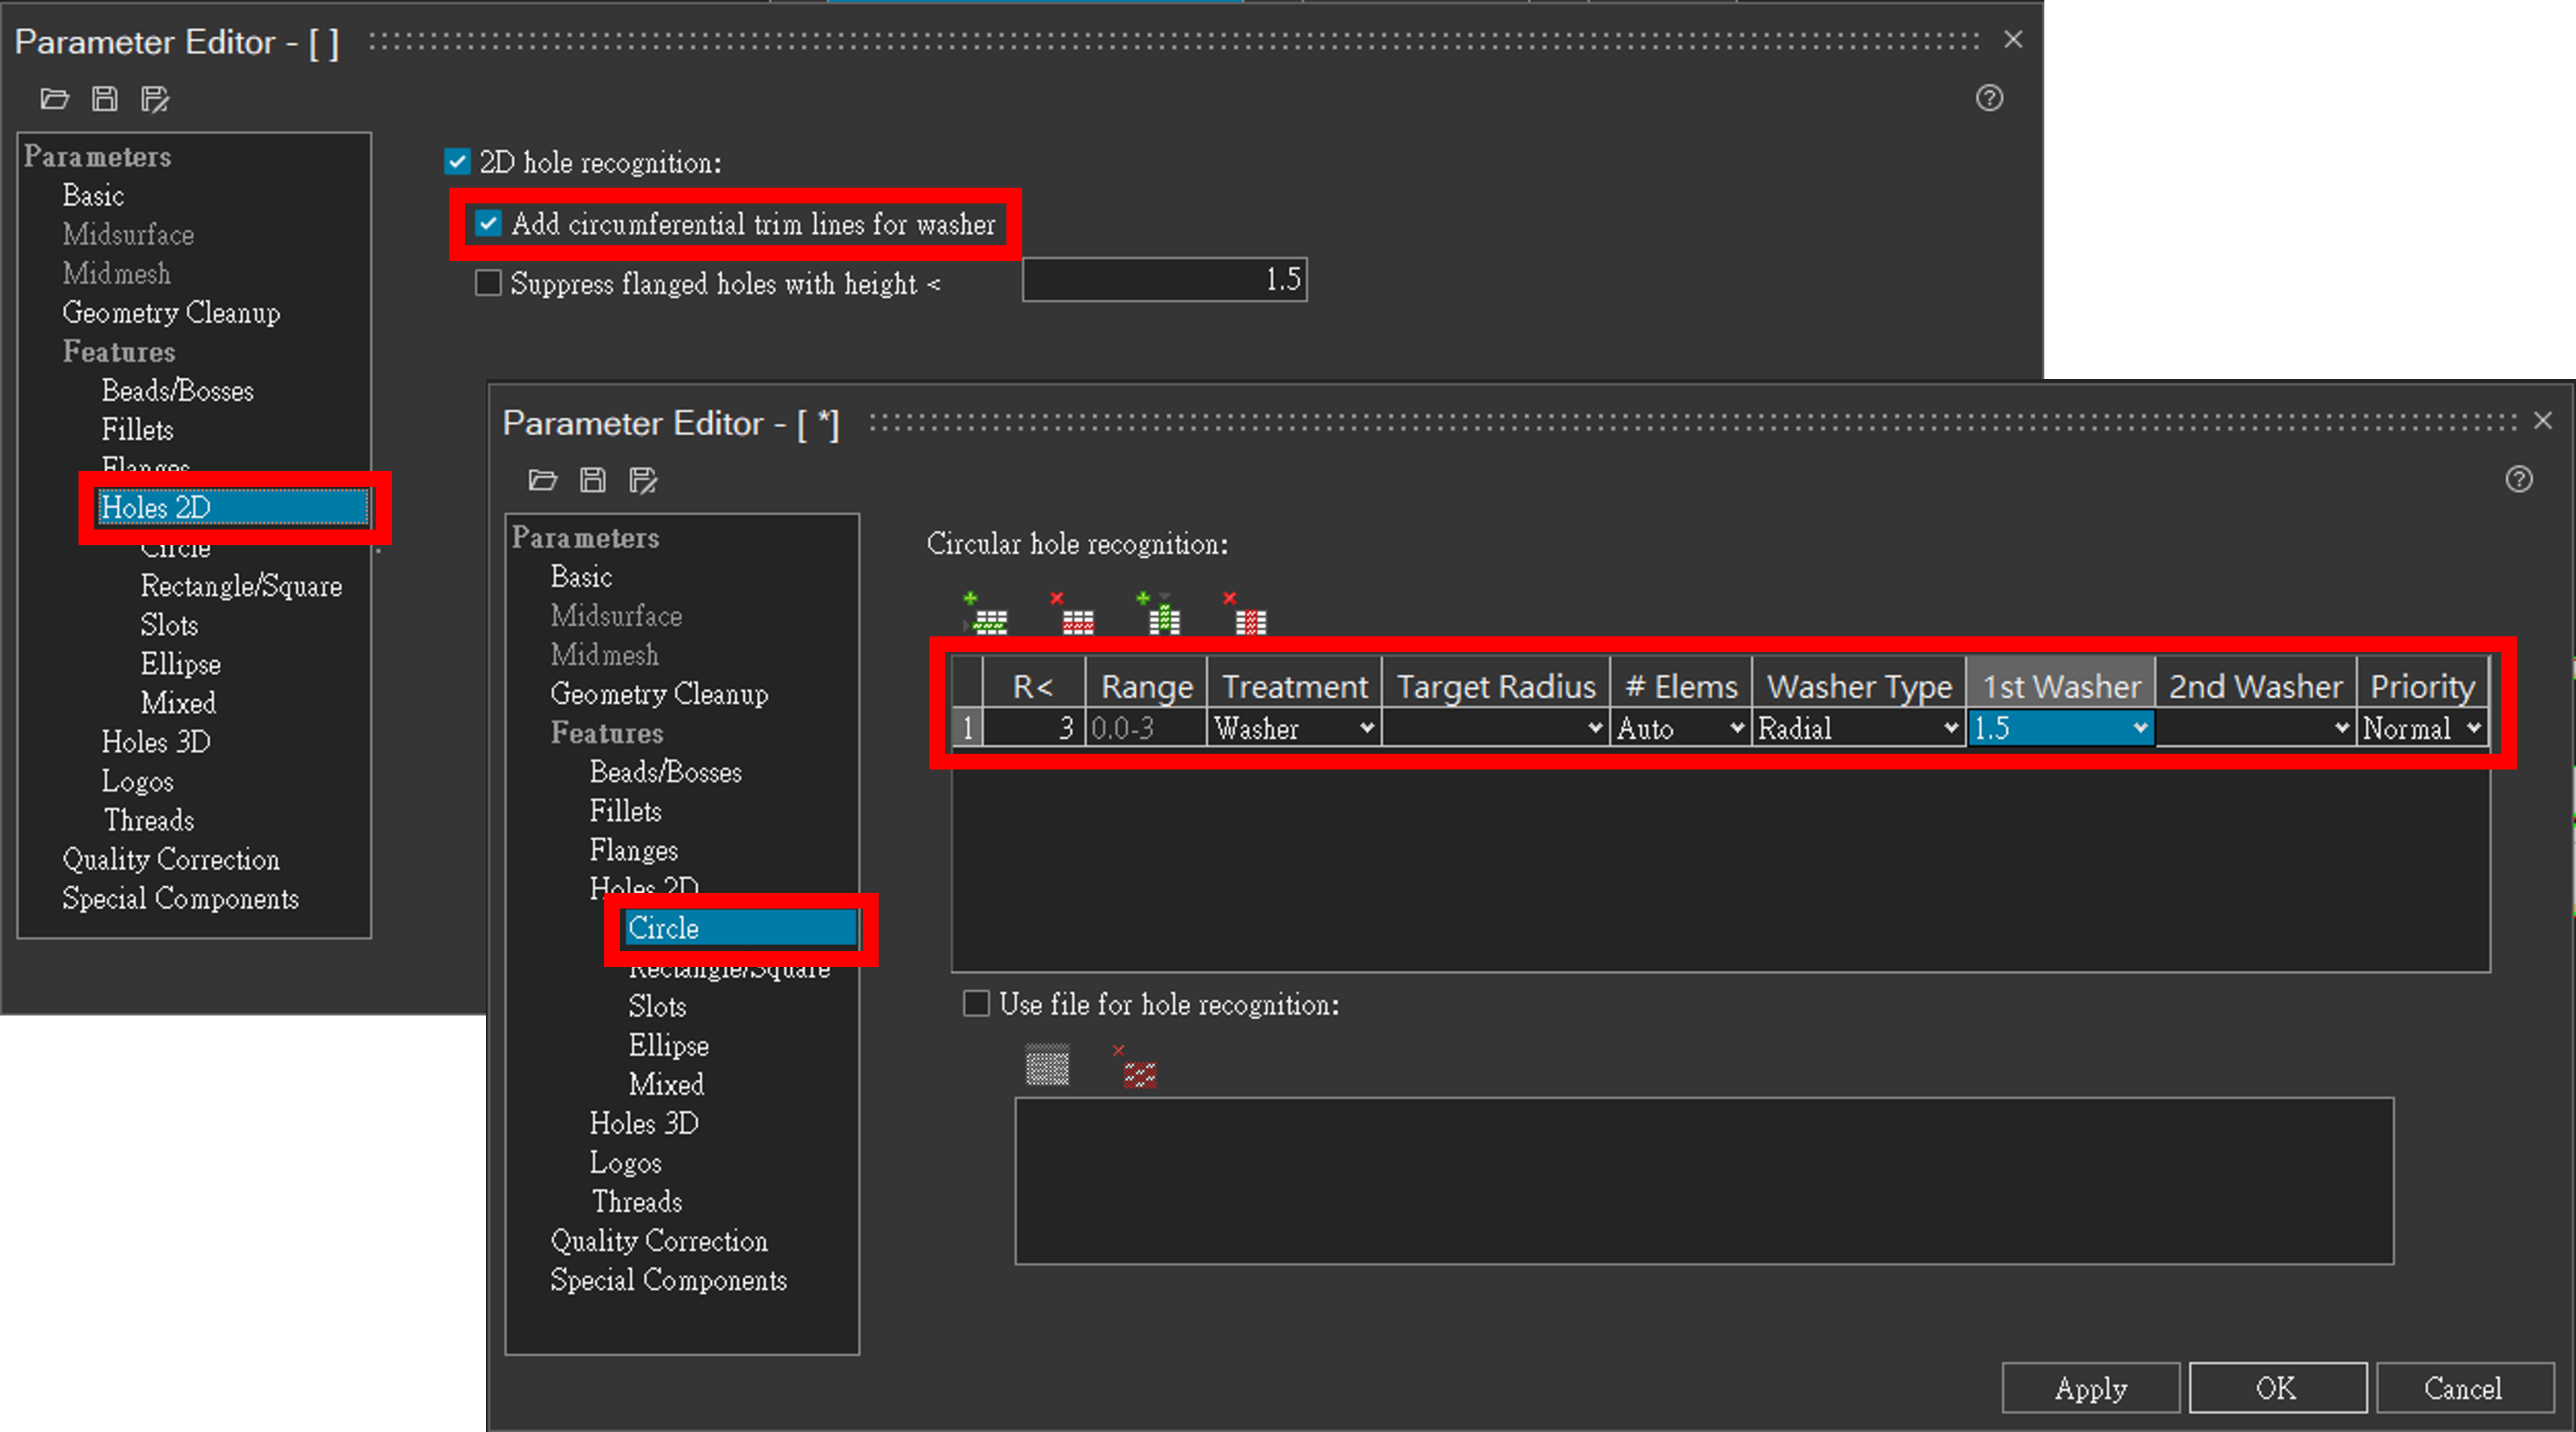 Parameter Editor - [ ]
Parameters
Basic
Midsurface
Midmesh
Geometry Cleanup
Features
Beads/Bosses
Fillets
Flanges
Holes 2D
Circle
Rectangle/Square
Slots
Ellipse
Mixed
Holes 3D
Logos
Threads
Quality Correction
Special Components
2D hole recognition:
Add circumferential trim lines for washer
Suppress flanged holes with height < 1.5
Parameter Editor - [ *]
Parameters
Basic
Midsurface
Midmesh
Geometry Cleanup
Features
Beads/Bosses
Fillets
Flanges
Holes 2D
Circle
Rectangle/Square
Slots
Ellipse
Mixed
Holes 3D
Logos
Threads
Quality Correction
Special Components
Circular hole recognition:
R< Range Treatment Target Radius # Elems Washer Type 1st Washer 2nd Washer Priority
1 3 0.0-3 Washer Auto Radial 1.5 Normal
Use file for hole recognition:
Apply OK Cancel